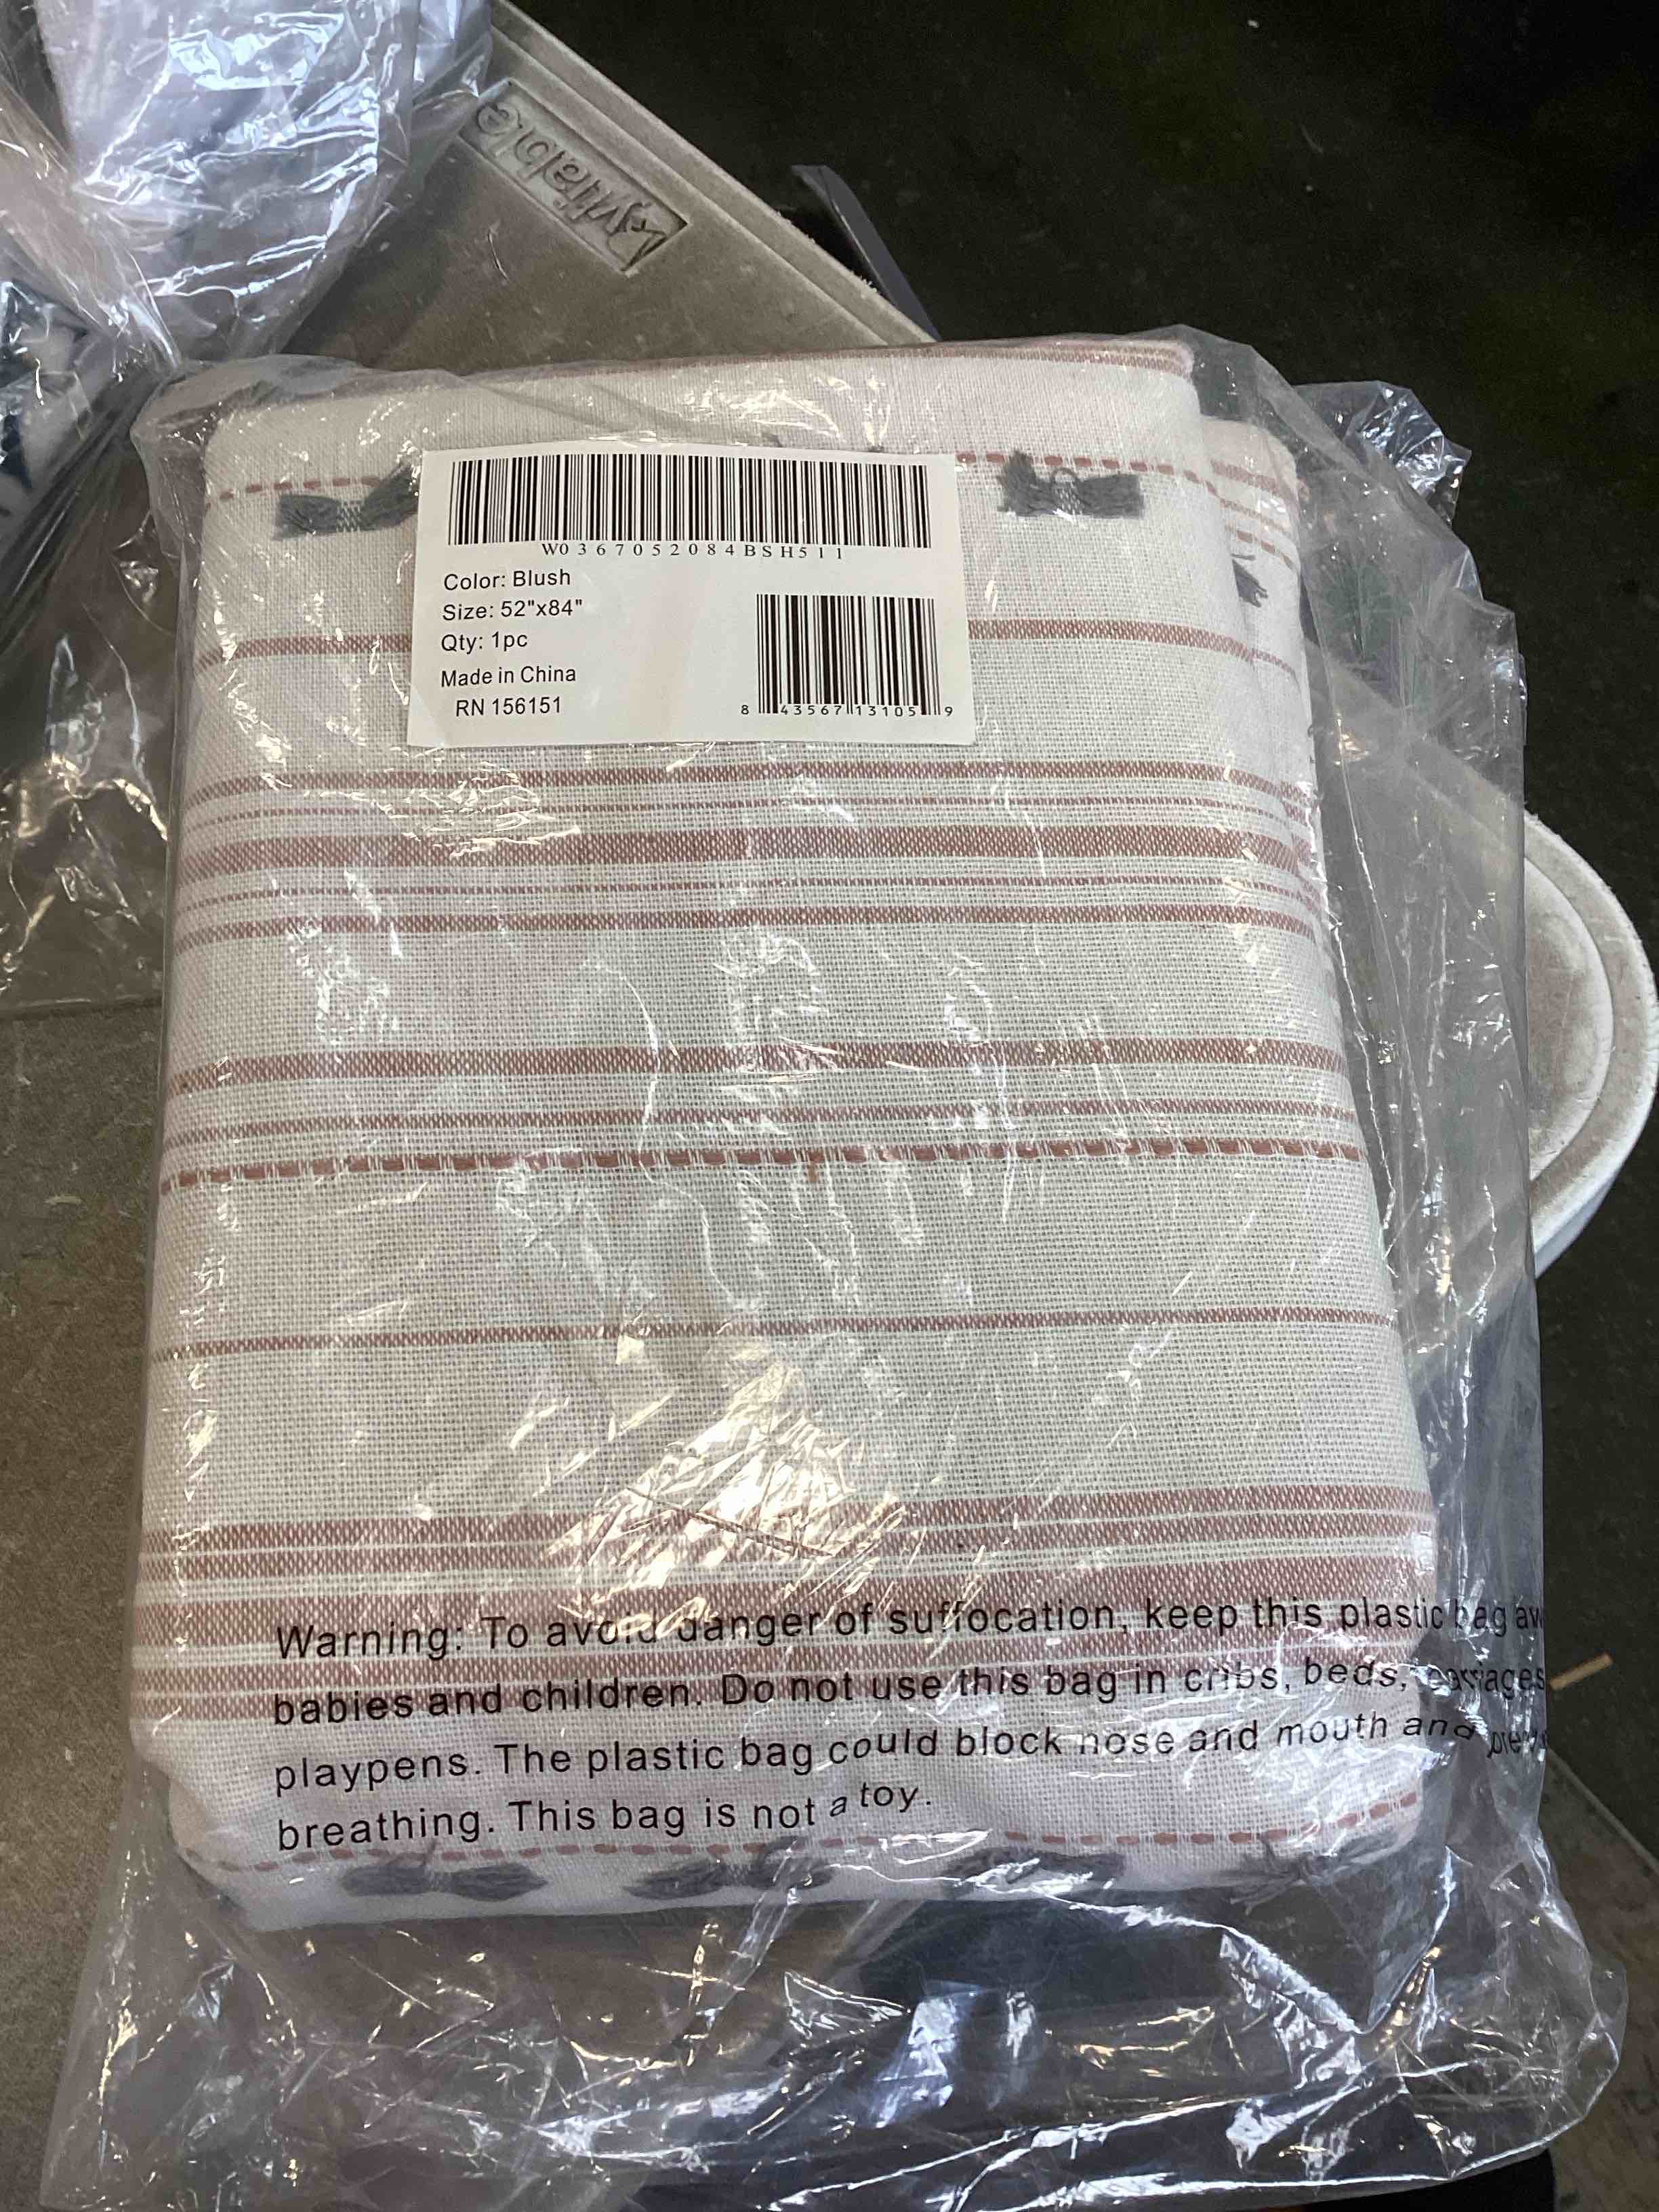 Lyliable
W0367052084BSH511
Color: Blush
Size: 52"x84"
Qty: 1pc
Made in China
RN 156151
8 43567 13105 9
Warning: To avoid danger of suffocation, keep this plastic bag
babies and children. Do not use this bag in cribs, beds, carriages
playpens. The plastic bag could block nose and mouth and
breathing. This bag is not a toy.